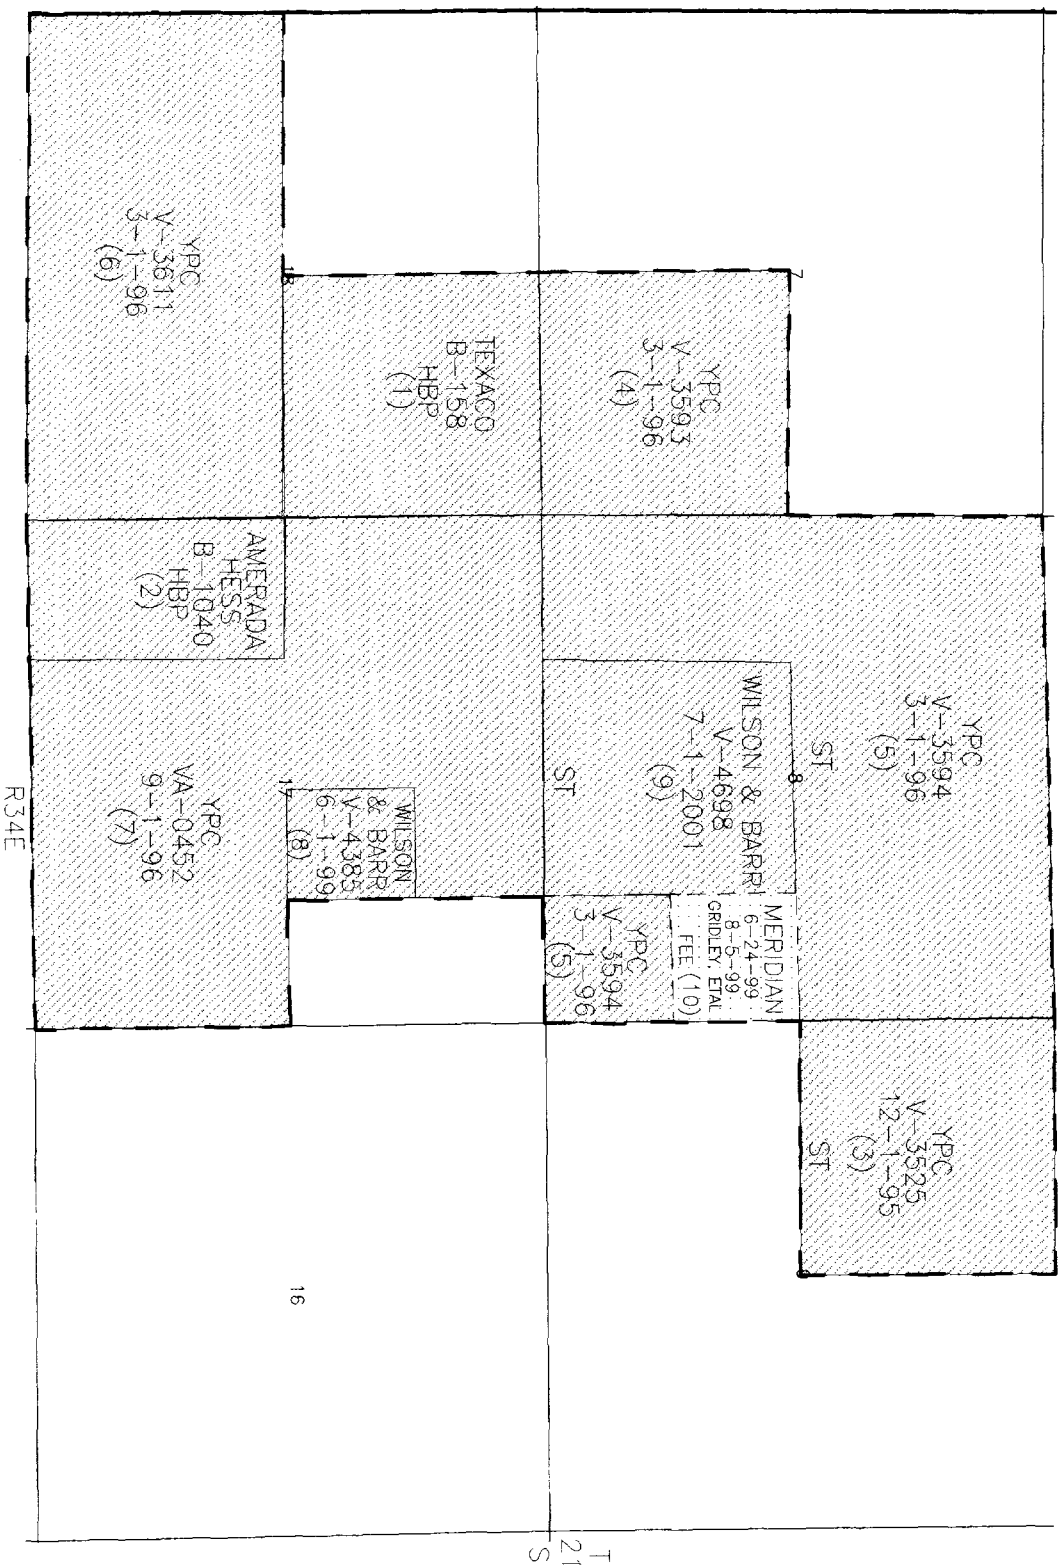 YPC
V-3594
3-1-96
(5)
YPC
V-3525
12-1-95
(3)
ST
ST
7
8
9
YPC
V-3593
3-1-96
(4)
WILSON & BARR
V-4698
7-1-2001
(9)
ST
MERIDIAN
6-24-99
8-5-99
GRIDLEY, ETAL
FEE (10)
YPC
V-3594
3-1-96
(5)
T
21
S
TEXACO
B-158
HBP
(1)
WILSON
& BARR
V-4385
6-1-99
(8)
18
17
16
YPC
V-3611
3-1-96
(6)
AMERADA
HESS
B-1040
HBP
(2)
YPC
VA-0452
9-1-96
(7)
R34E